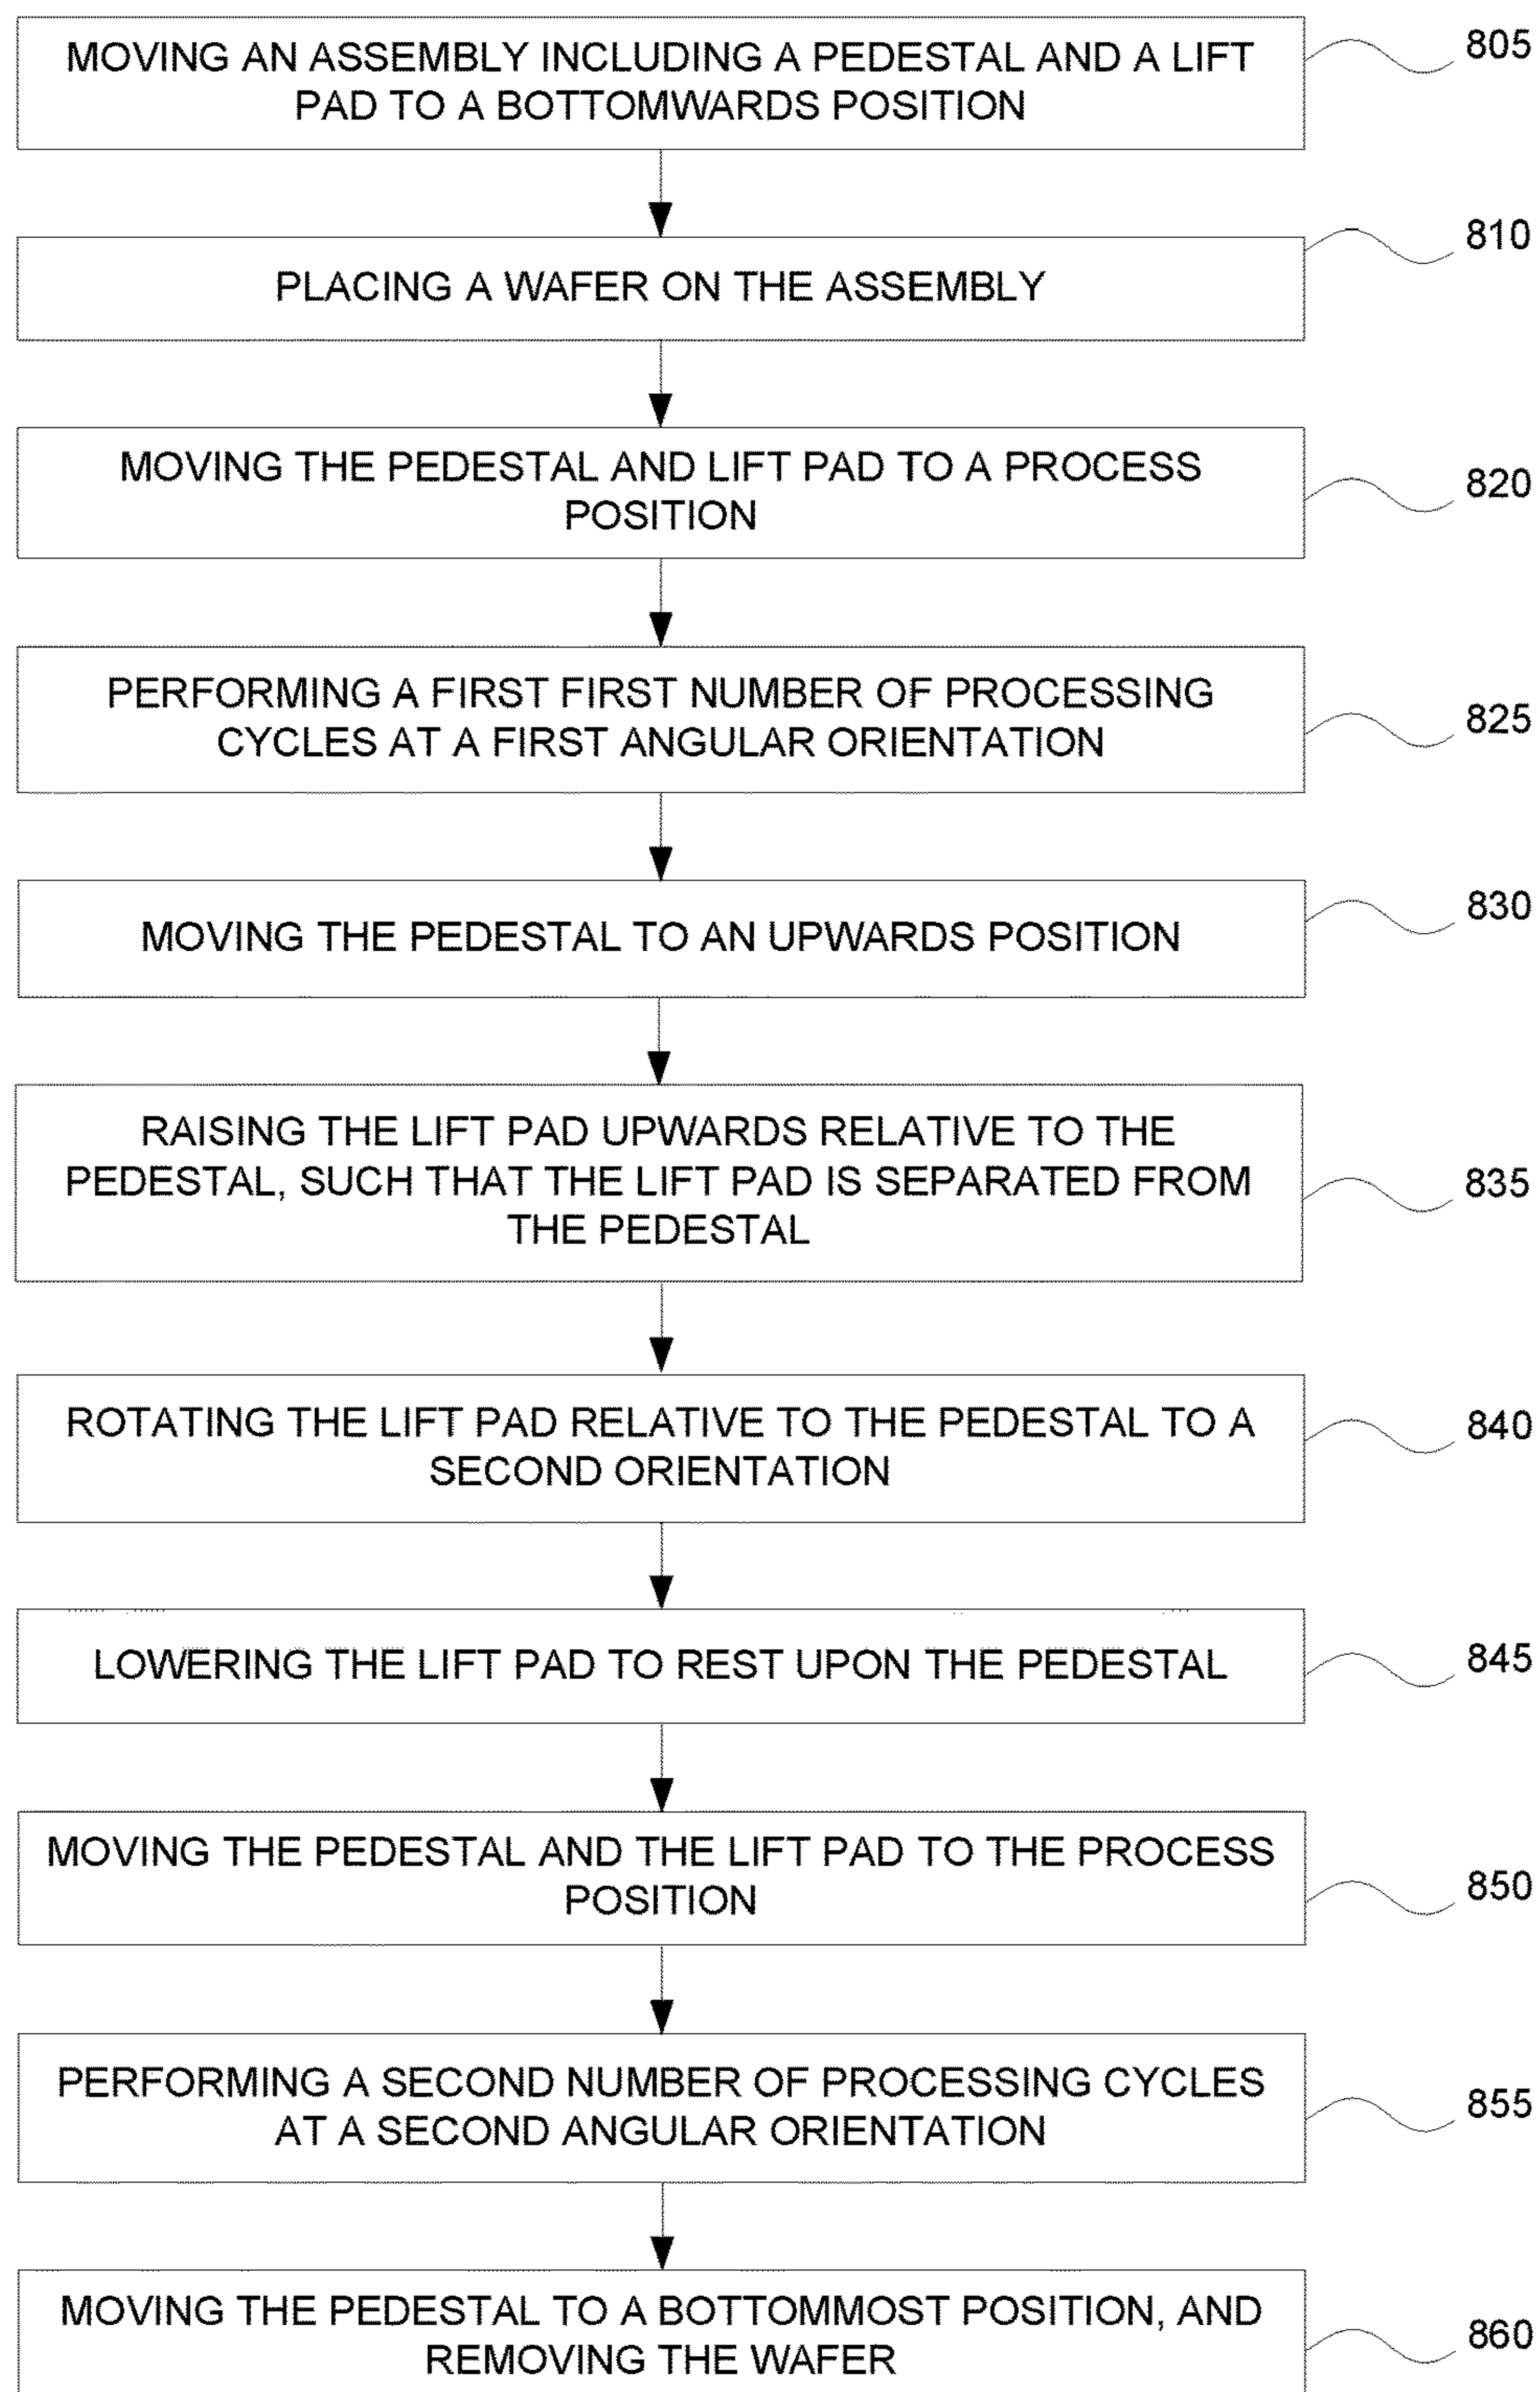 MOVING AN ASSEMBLY INCLUDING A PEDESTAL AND A LIFT
PAD TO A BOTTOMWARDS POSITION
805
PLACING A WAFER ON THE ASSEMBLY
810
MOVING THE PEDESTAL AND LIFT PAD TO A PROCESS
POSITION
820
PERFORMING A FIRST FIRST NUMBER OF PROCESSING
CYCLES AT A FIRST ANGULAR ORIENTATION
825
MOVING THE PEDESTAL TO AN UPWARDS POSITION
830
RAISING THE LIFT PAD UPWARDS RELATIVE TO THE
PEDESTAL, SUCH THAT THE LIFT PAD IS SEPARATED FROM
THE PEDESTAL
835
ROTATING THE LIFT PAD RELATIVE TO THE PEDESTAL TO A
SECOND ORIENTATION
840
LOWERING THE LIFT PAD TO REST UPON THE PEDESTAL
845
MOVING THE PEDESTAL AND THE LIFT PAD TO THE PROCESS
POSITION
850
PERFORMING A SECOND NUMBER OF PROCESSING CYCLES
AT A SECOND ANGULAR ORIENTATION
855
MOVING THE PEDESTAL TO A BOTTOMMOST POSITION, AND
REMOVING THE WAFER
860